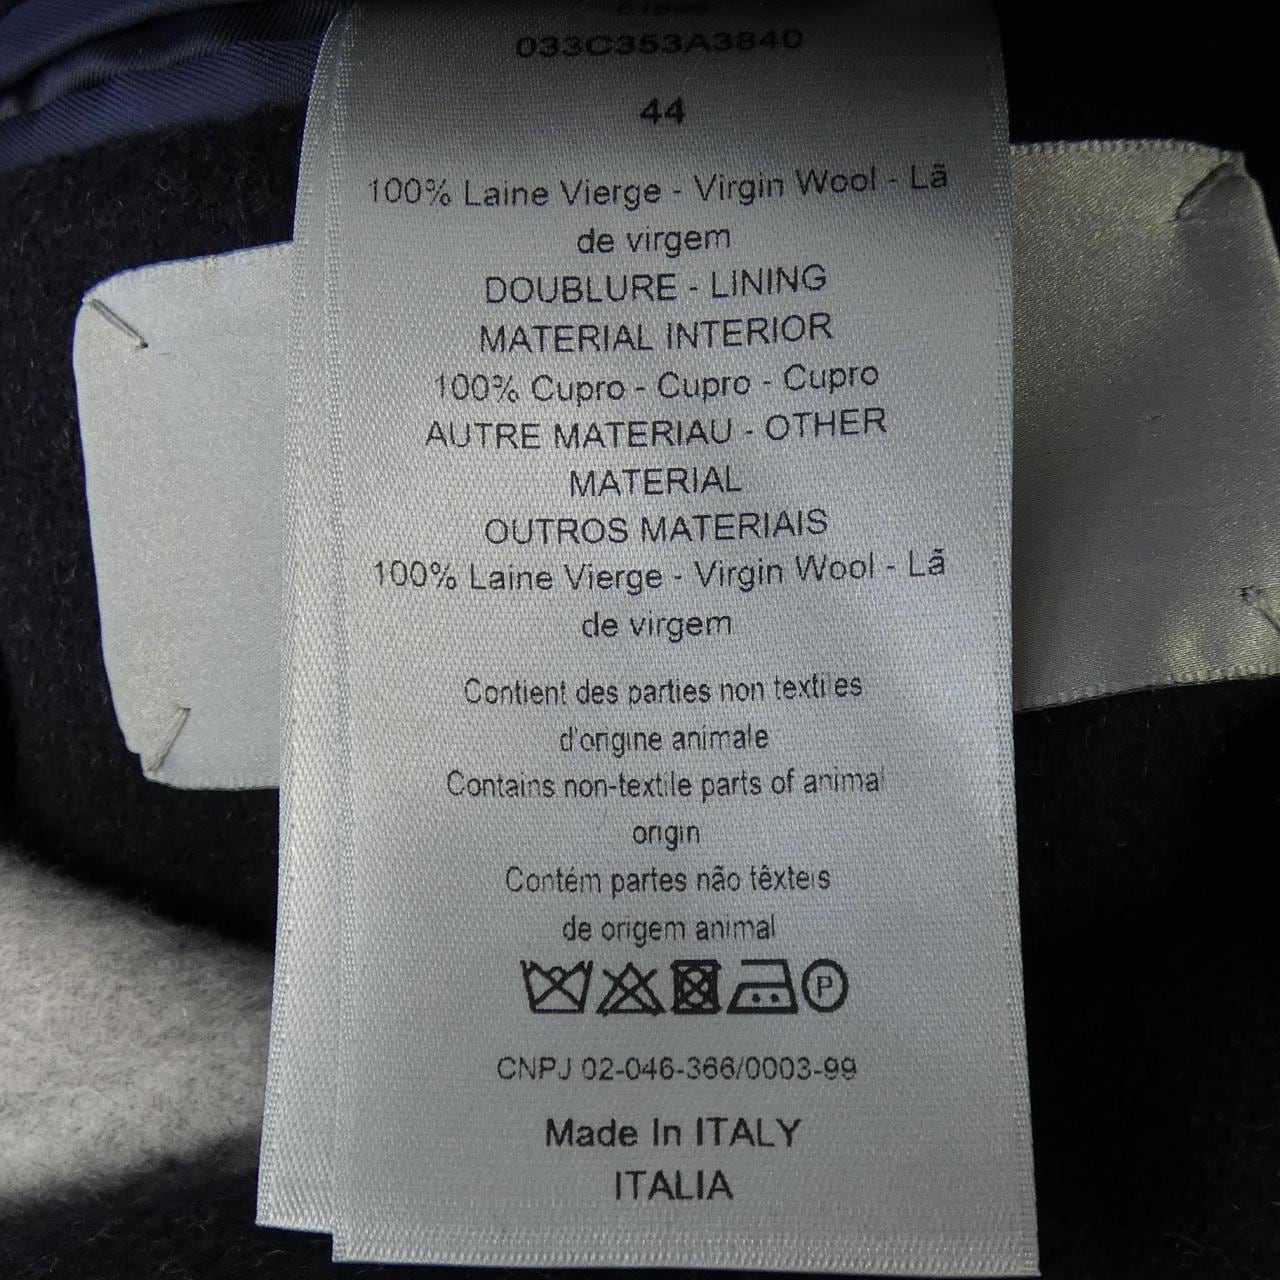 033C353A3840
44
100% Laine Vierge - Virgin Wool - Lã
de virgem
DOUBLURE - LINING
MATERIAL INTERIOR
100% Cupro - Cupro - Cupro
AUTRE MATERIAU - OTHER
MATERIAL
OUTROS MATERIAIS
100% Laine Vierge - Virgin Wool - Lã
de virgem
Contient des parties non textiles
d'origine animale
Contains non-textile parts of animal
origin
Contém partes não têxteis
de origem animal
P
CNPJ 02-046-366/0003-99
Made In ITALY
ITALIA